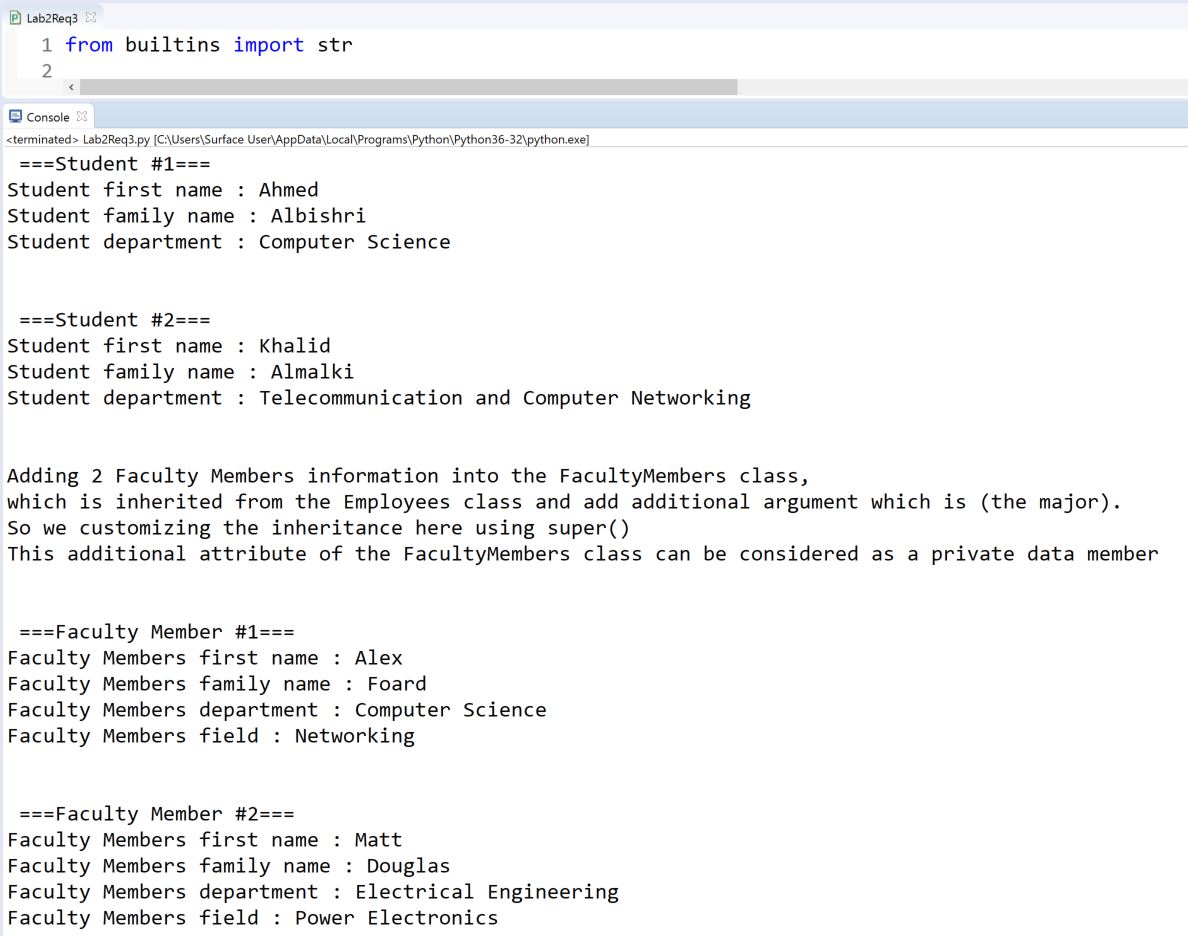 Lab2Req3
1 from builtins import str
2
Console
<terminated> Lab2Req3.py [C:\Users\Surface User\AppData\Local\Programs\Python\Python36-32\python.exe]
===Student #1===
Student first name : Ahmed
Student family name : Albishri
Student department : Computer Science
===Student #2===
Student first name : Khalid
Student family name : Almalki
Student department : Telecommunication and Computer Networking
Adding 2 Faculty Members information into the FacultyMembers class,
which is inherited from the Employees class and add additional argument which is (the major).
So we customizing the inheritance here using super()
This additional attribute of the FacultyMembers class can be considered as a private data member
===Faculty Member #1===
Faculty Members first name : Alex
Faculty Members family name : Foard
Faculty Members department : Computer Science
Faculty Members field : Networking
===Faculty Member #2===
Faculty Members first name : Matt
Faculty Members family name : Douglas
Faculty Members department : Electrical Engineering
Faculty Members field : Power Electronics